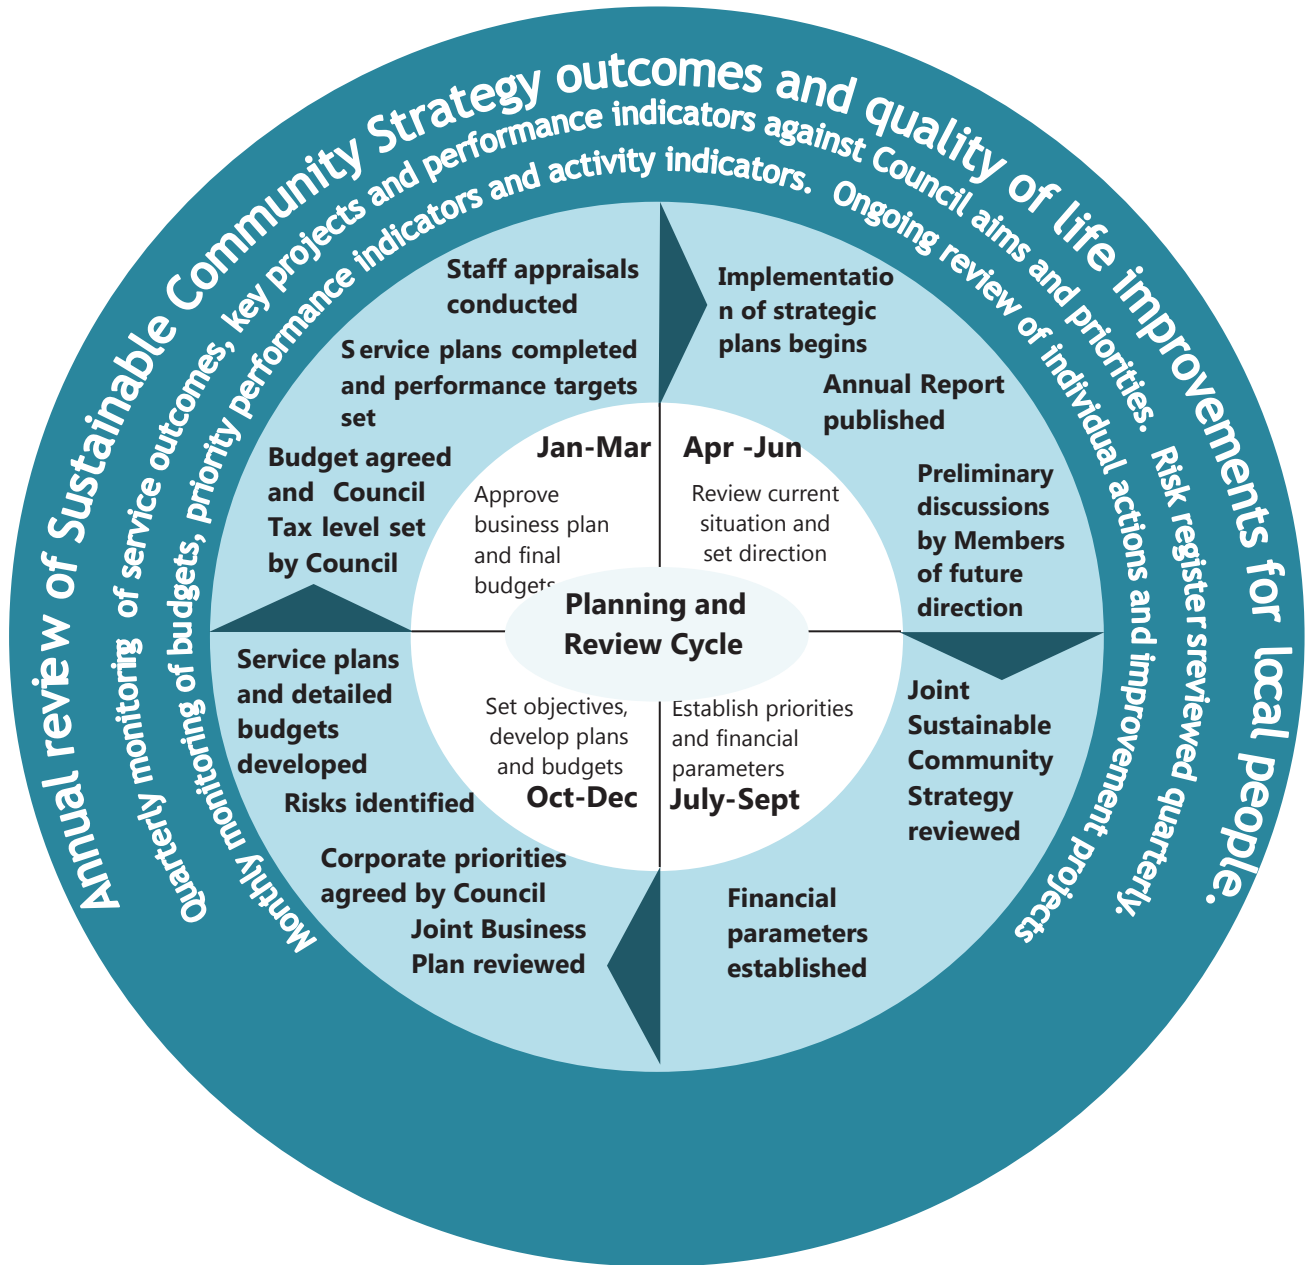 Annual review of Sustainable Community Strategy outcomes and quality of life improvements for local people.
Quarterly monitoring of service outcomes, key projects and performance indicators against Council aims and priorities. Risk register sreviewed quarterly.
Monthly monitoring of budgets, priority performance indicators and activity indicators. Ongoing review of individual actions and improvement projects
Staff appraisals
conducted
Service plans completed
and performance targets
set
Budget agreed
and Council
Tax level set
by Council
Implementatio
n of strategic
plans begins
Annual Report
published
Preliminary
discussions
by Members
of future
direction
Jan-Mar
Approve
business plan
and final
budgets
Apr -Jun
Review current
situation and
set direction
Planning and
Review Cycle
Set objectives,
develop plans
and budgets
Oct-Dec
Establish priorities
and financial
parameters
July-Sept
Service plans
and detailed
budgets
developed
Risks identified
Corporate priorities
agreed by Council
Joint Business
Plan reviewed
Joint
Sustainable
Community
Strategy
reviewed
Financial
parameters
established